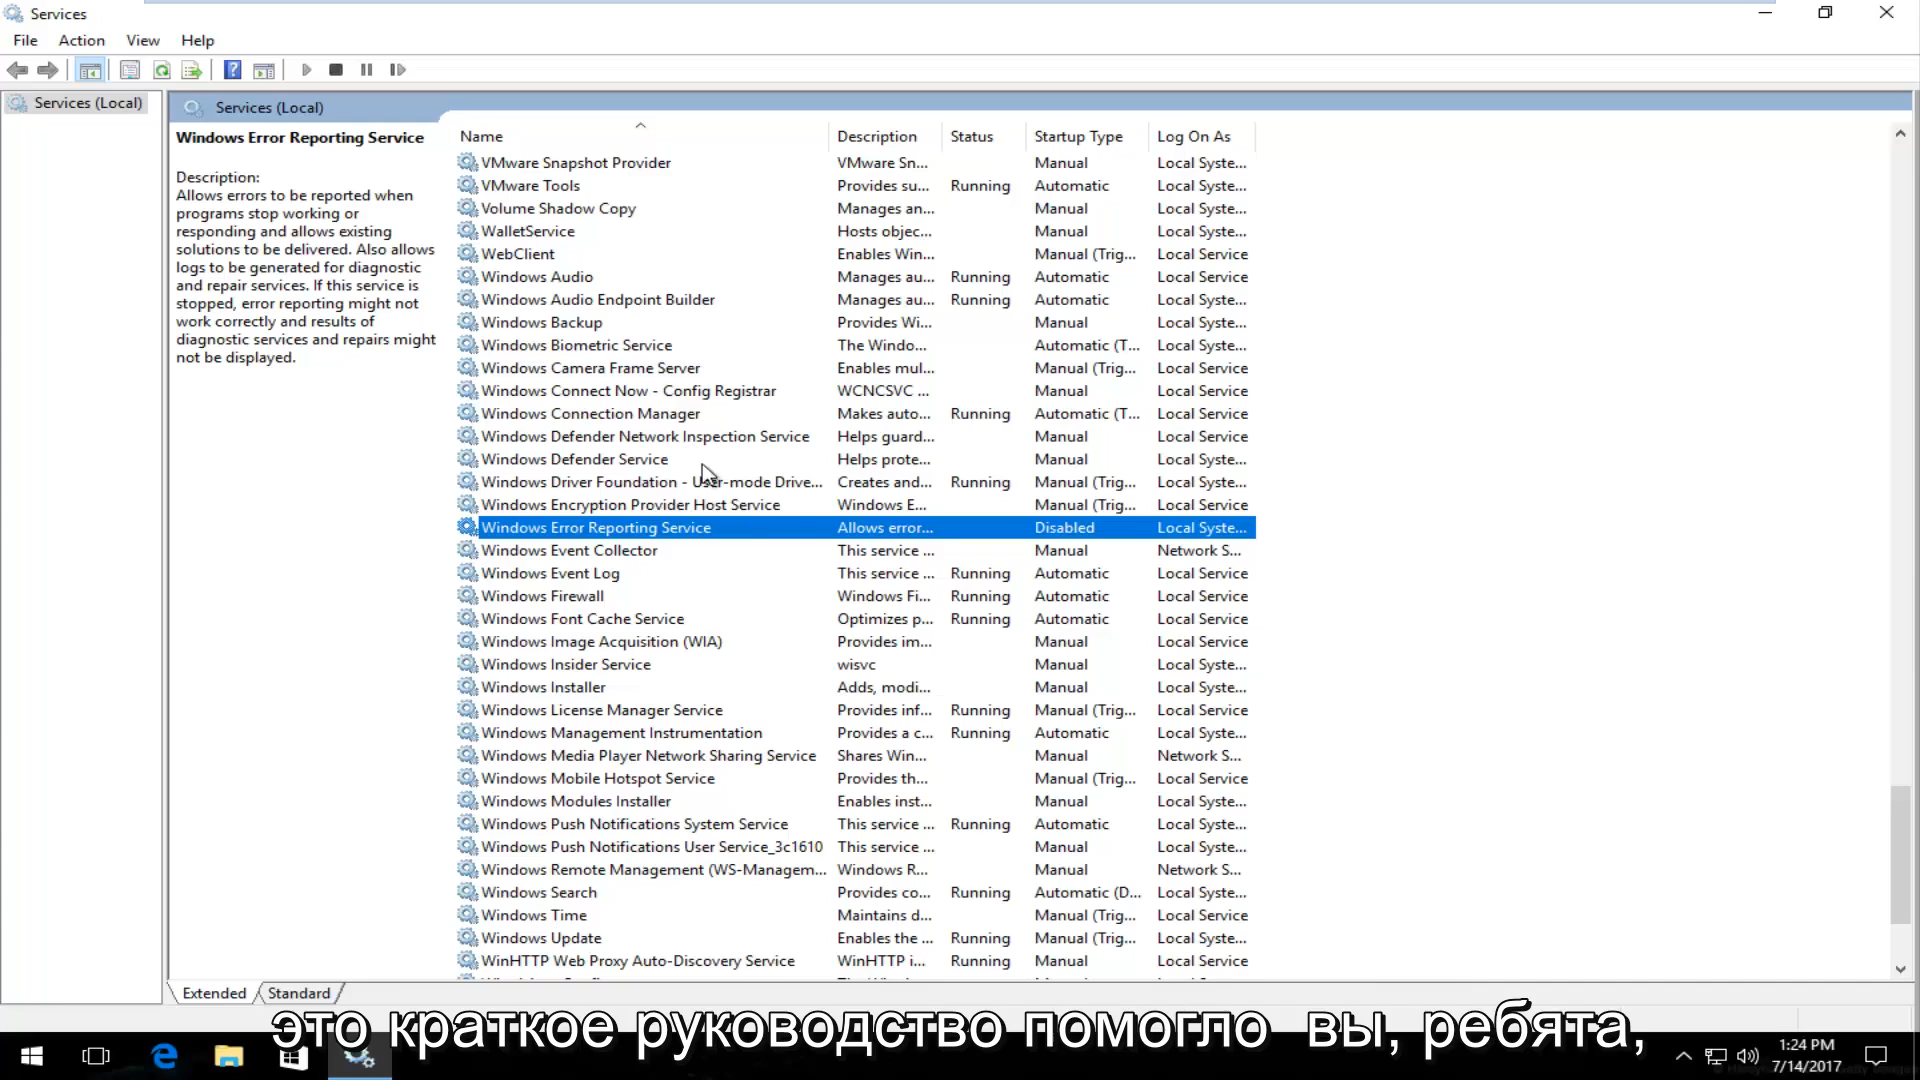 Services
File Action View Help
Services (Local)
Services (Local)
Windows Error Reporting Service
Description:
Allows errors to be reported when
programs stop working or
responding and allows existing
solutions to be delivered. Also allows
logs to be generated for diagnostic
and repair services. If this service is
stopped, error reporting might not
work correctly and results of
diagnostic services and repairs might
not be displayed.
Name Description Status Startup Type Log On As
VMware Snapshot Provider VMware Sn... Manual Local Syste...
VMware Tools Provides su... Running Automatic Local Syste...
Volume Shadow Copy Manages an... Manual Local Syste...
WalletService Hosts objec... Manual Local Syste...
WebClient Enables Win... Manual (Trig... Local Service
Windows Audio Manages au... Running Automatic Local Service
Windows Audio Endpoint Builder Manages au... Running Automatic Local Syste...
Windows Backup Provides Wi... Manual Local Syste...
Windows Biometric Service The Windo... Automatic (T... Local Syste...
Windows Camera Frame Server Enables mul... Manual (Trig... Local Service
Windows Connect Now - Config Registrar WCNCSVC ... Manual Local Service
Windows Connection Manager Makes auto... Running Automatic (T... Local Service
Windows Defender Network Inspection Service Helps guard... Manual Local Service
Windows Defender Service Helps prote... Manual Local Syste...
Windows Driver Foundation - User-mode Drive... Creates and... Running Manual (Trig... Local Syste...
Windows Encryption Provider Host Service Windows E... Manual (Trig... Local Service
Windows Error Reporting Service Allows error... Disabled Local Syste...
Windows Event Collector This service ... Manual Network S...
Windows Event Log This service ... Running Automatic Local Service
Windows Firewall Windows Fi... Running Automatic Local Service
Windows Font Cache Service Optimizes p... Running Automatic Local Service
Windows Image Acquisition (WIA) Provides im... Manual Local Service
Windows Insider Service wisvc Manual Local Syste...
Windows Installer Adds, modi... Manual Local Syste...
Windows License Manager Service Provides inf... Running Manual (Trig... Local Service
Windows Management Instrumentation Provides a c... Running Automatic Local Syste...
Windows Media Player Network Sharing Service Shares Win... Manual Network S...
Windows Mobile Hotspot Service Provides th... Manual (Trig... Local Service
Windows Modules Installer Enables inst... Manual Local Syste...
Windows Push Notifications System Service This service ... Running Automatic Local Syste...
Windows Push Notifications User Service_3c1610 This service ... Manual Local Syste...
Windows Remote Management (WS-Managem... Windows R... Manual Network S...
Windows Search Provides co... Running Automatic (D... Local Syste...
Windows Time Maintains d... Manual (Trig... Local Service
Windows Update Enables the ... Running Manual (Trig... Local Syste...
WinHTTP Web Proxy Auto-Discovery Service WinHTTP i... Running Manual Local Service
Extended Standard
это краткое руководство помогло вы, ребята,
1:24 PM
7/14/2017